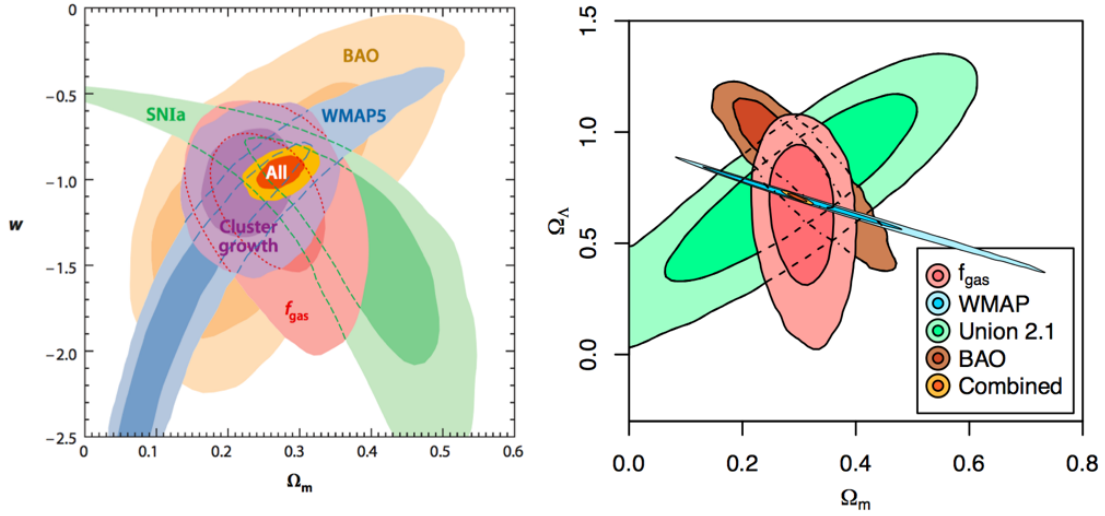 0
-0.5
-1.0
-1.5
-2.0
-2.5
w
0
0.1
0.2
0.3
0.4
0.5
0.6
Ωm
BAO
SNIa
WMAP5
All
Cluster
growth
fgas
1.5
1.0
0.5
0.0
ΩΛ
0.0
0.2
0.4
0.6
0.8
Ωm
fgas
WMAP
Union 2.1
BAO
Combined